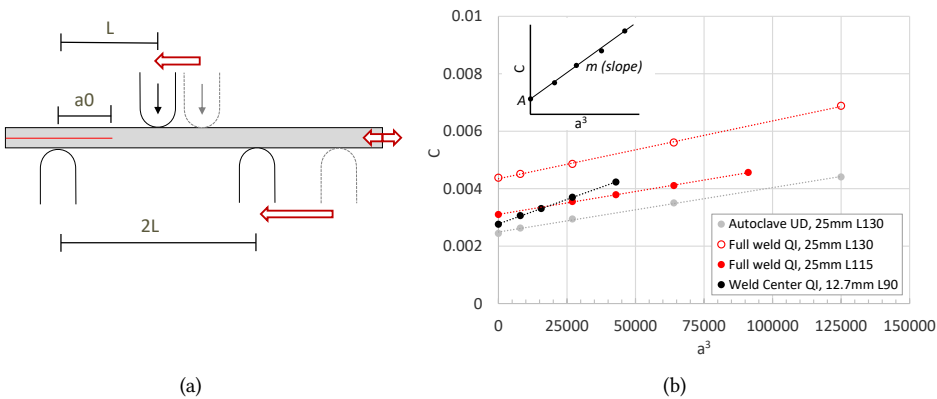 L
a0
2L
(a)
0.01
0.008
0.006
0.004
0.002
0
C
0 25000 50000 75000 100000 125000 150000
a³
C
A
m (slope)
a³
Autoclave UD, 25mm L130
Full weld QI, 25mm L130
Full weld QI, 25mm L115
Weld Center QI, 12.7mm L90
(b)